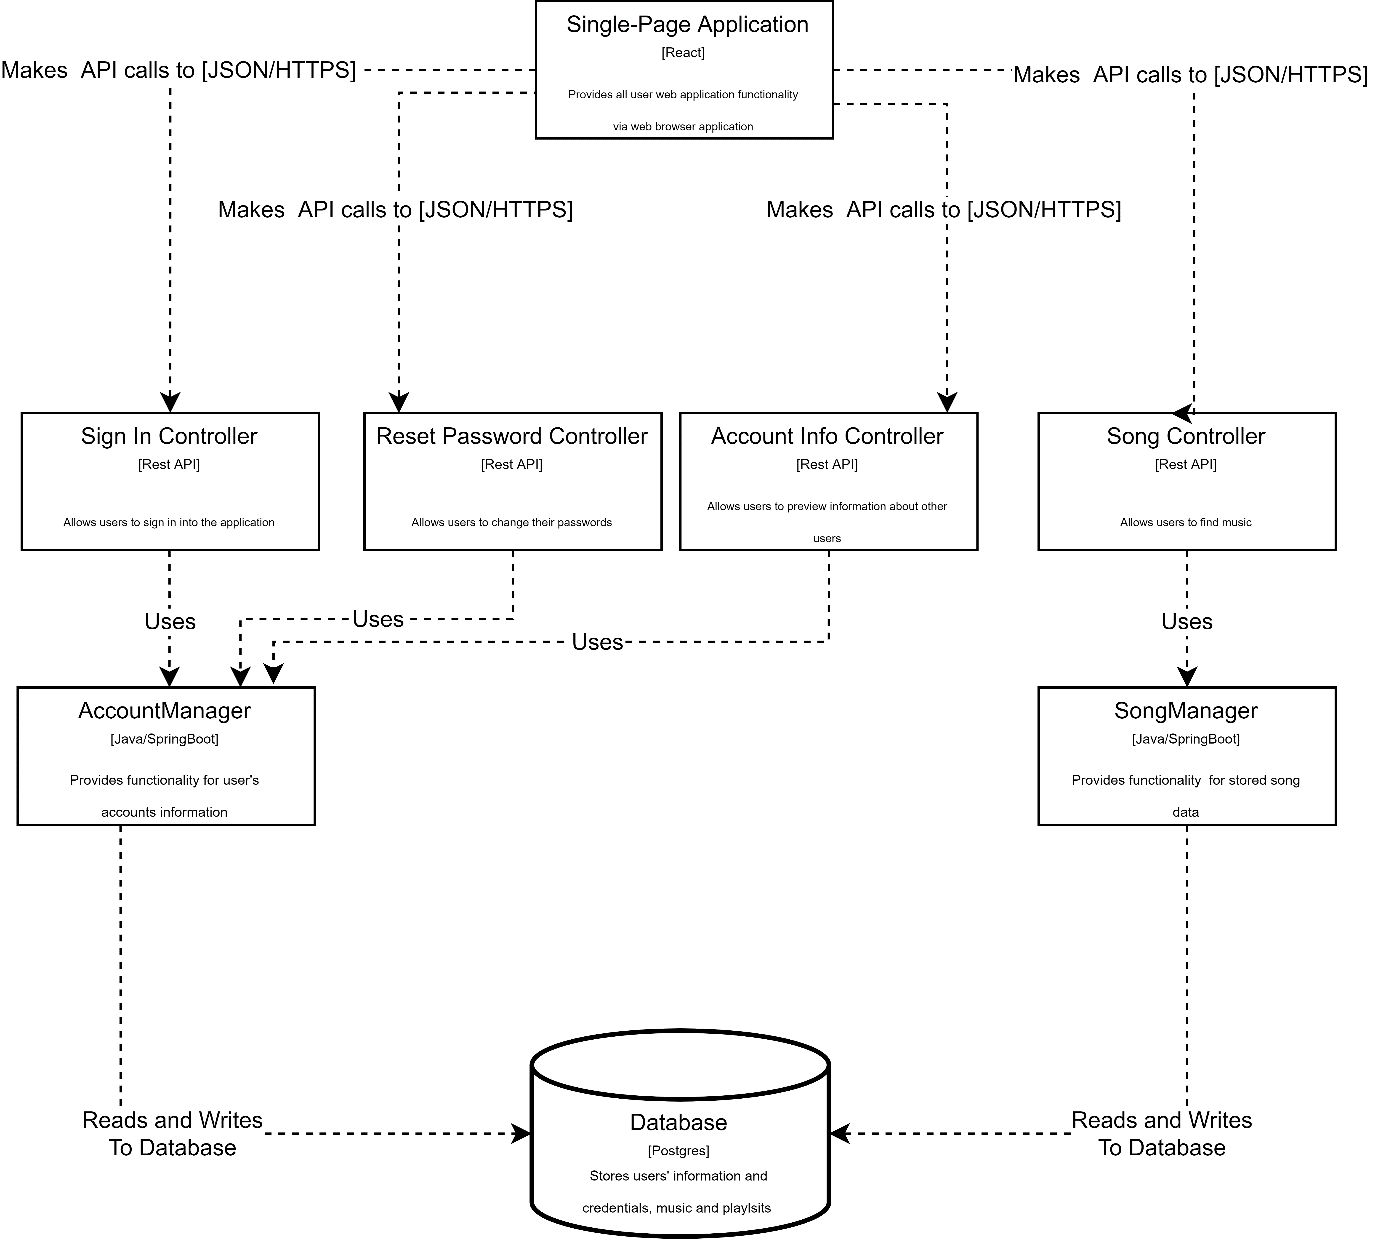 Single-Page Application
[React]
Provides all user web application functionality
via web browser application
Makes  API calls to [JSON/HTTPS]
Makes  API calls to [JSON/HTTPS]
Makes  API calls to [JSON/HTTPS]
Makes  API calls to [JSON/HTTPS]
Sign In Controller
[Rest API]
Allows users to sign in into the application
Reset Password Controller
[Rest API]
Allows users to change their passwords
Account Info Controller
[Rest API]
Allows users to preview information about other
users
Song Controller
[Rest API]
Allows users to find music
Uses
Uses
Uses
Uses
AccountManager
[Java/SpringBoot]
Provides functionality for user's
accounts information
SongManager
[Java/SpringBoot]
Provides functionality  for stored song
data
Reads and Writes
To Database
Database
[Postgres]
Stores users' information and
credentials, music and playlsits
Reads and Writes
To Database